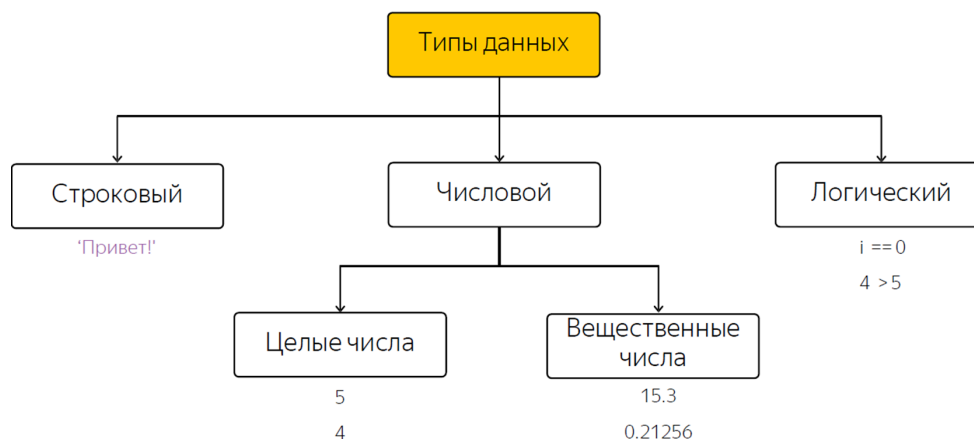 Типы данных
Строковый
Числовой
Логический
'Привет!'
i == 0
4 > 5
Целые числа
Вещественные
числа
5
15.3
4
0.21256